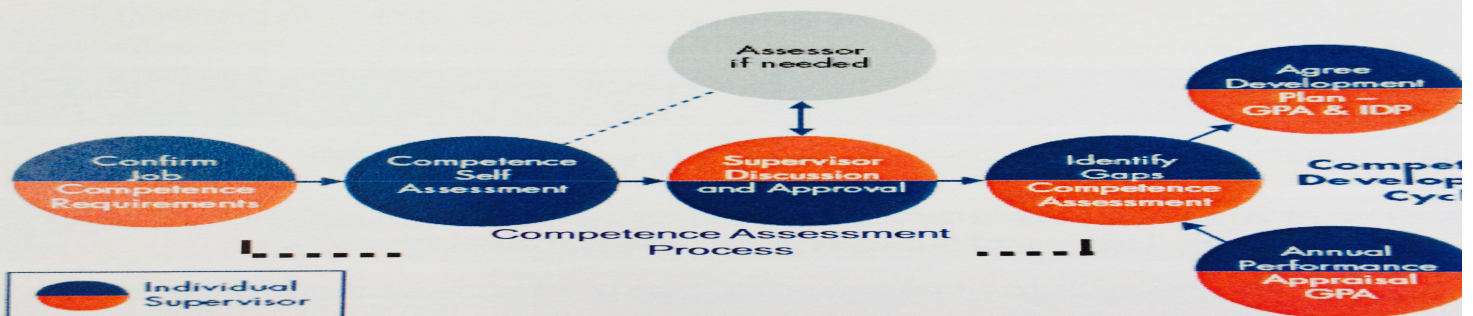 Assessor
if needed
Agree
Development
Plan –
GPA & IDP
Confirm
Job
Competence
Requirements
Competence
Self
Assessment
Supervisor
Discussion
and Approval
Identify
Gaps
Competence
Assessment
Compet
Develop
Cycl
Competence Assessment
Process
Annual
Performance
Appraisal
GPA
Individual
Supervisor